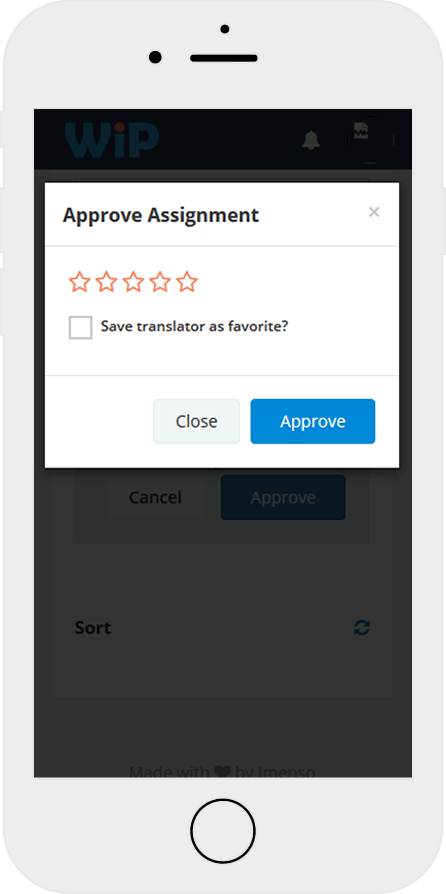 WiP
Approve Assignment
×
Save translator as favorite?
Close Approve
Cancel Approve
Sort
Made with by Imenso